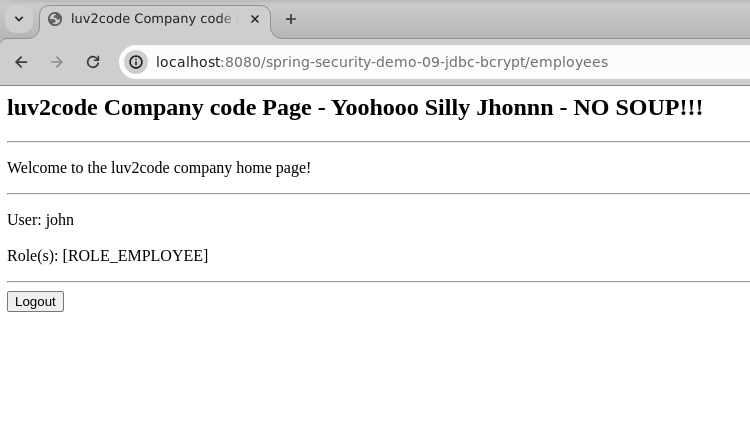 luv2code Company code
localhost:8080/spring-security-demo-09-jdbc-bcrypt/employees
luv2code Company code Page - Yoohooo Silly Jhonnn - NO SOUP!!!
Welcome to the luv2code company home page!
User: john
Role(s): [ROLE_EMPLOYEE]
Logout